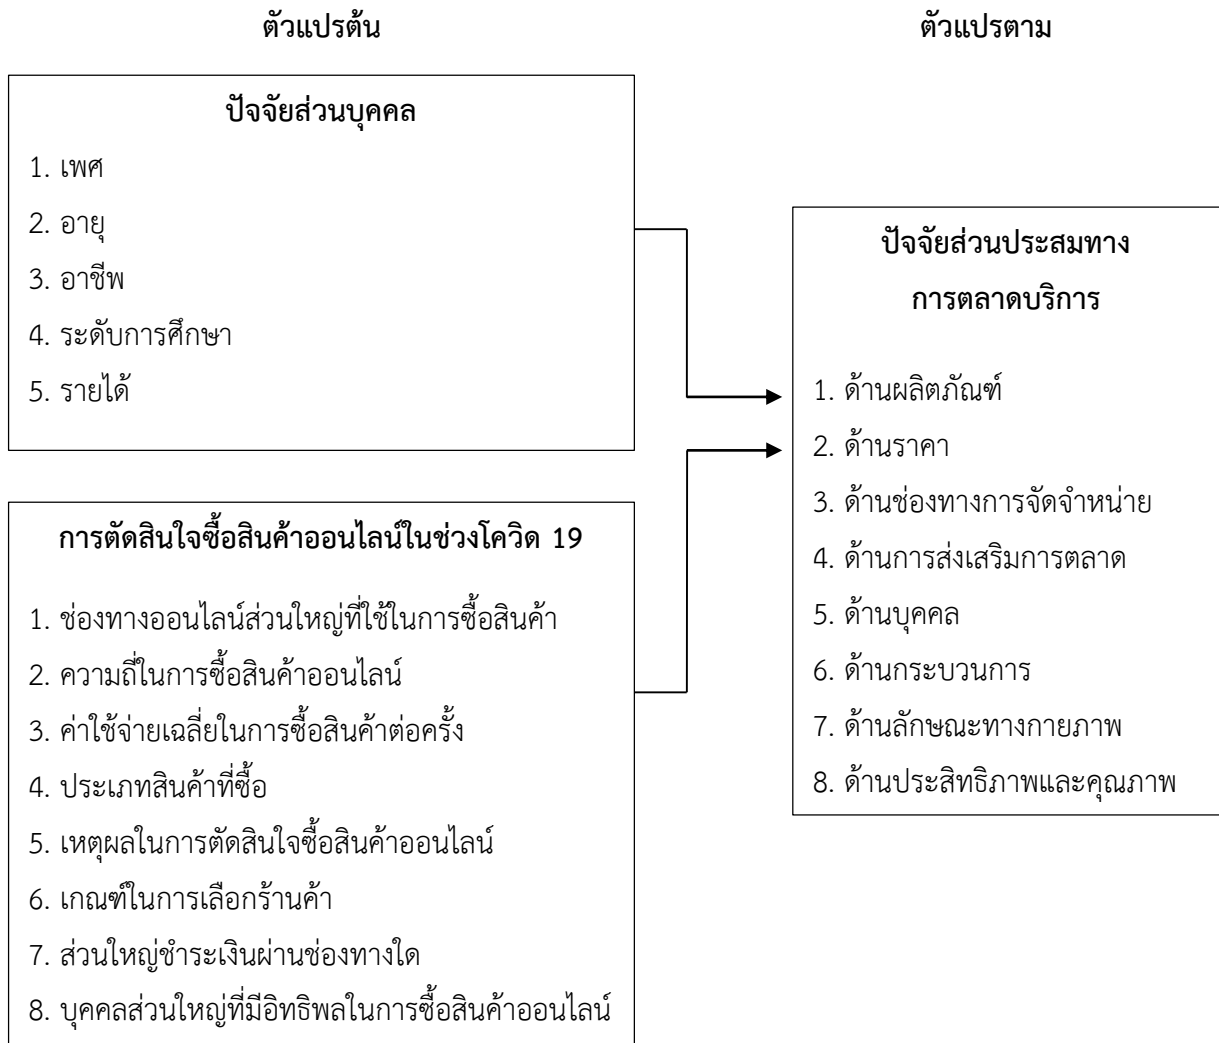 ตัวแปรต้น
ตัวแปรตาม
ปัจจัยส่วนบุคคล
1. เพศ
2. อายุ
3. อาชีพ
4. ระดับการศึกษา
5. รายได้
การตัดสินใจซื้อสินค้าออนไลน์ในช่วงโควิด 19
1. ช่องทางออนไลน์ส่วนใหญ่ที่ใช้ในการซื้อสินค้า
2. ความถี่ในการซื้อสินค้าออนไลน์
3. ค่าใช้จ่ายเฉลี่ยในการซื้อสินค้าต่อครั้ง
4. ประเภทสินค้าที่ซื้อ
5. เหตุผลในการตัดสินใจซื้อสินค้าออนไลน์
6. เกณฑ์ในการเลือกร้านค้า
7. ส่วนใหญ่ชำระเงินผ่านช่องทางใด
8. บุคคลส่วนใหญ่ที่มีอิทธิพลในการซื้อสินค้าออนไลน์
ปัจจัยส่วนประสมทาง
การตลาดบริการ
1. ด้านผลิตภัณฑ์
2. ด้านราคา
3. ด้านช่องทางการจัดจำหน่าย
4. ด้านการส่งเสริมการตลาด
5. ด้านบุคคล
6. ด้านกระบวนการ
7. ด้านลักษณะทางกายภาพ
8. ด้านประสิทธิภาพและคุณภาพ